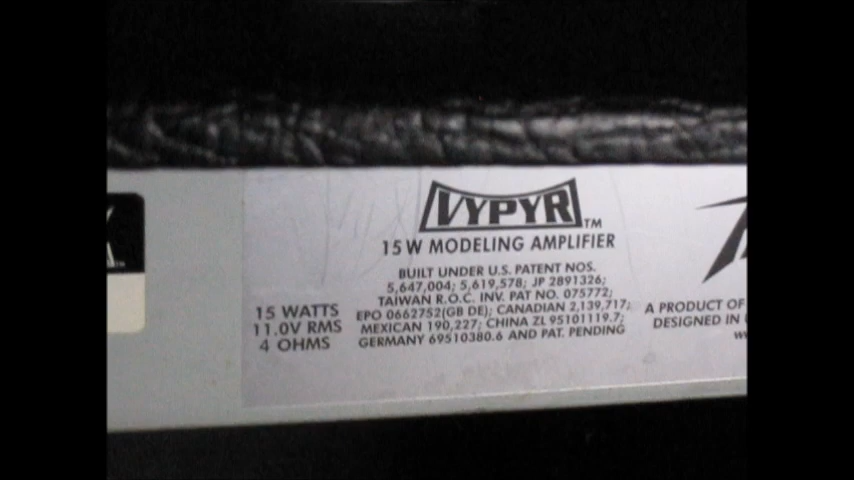 VYPYR™
15 W MODELING AMPLIFIER
BUILT UNDER U.S. PATENT NOS.
5,647,004; 5,619,578; JP 2891326;
TAIWAN R.O.C. INV. PAT NO. 075772;
EPO 0662752(GB DE); CANADIAN 2,139,717;
MEXICAN 190,227; CHINA ZL 95101119.7;
GERMANY 69510380.6 AND PAT. PENDING
15 WATTS
11.0V RMS
4 OHMS
A PRODUCT OF
DESIGNED IN